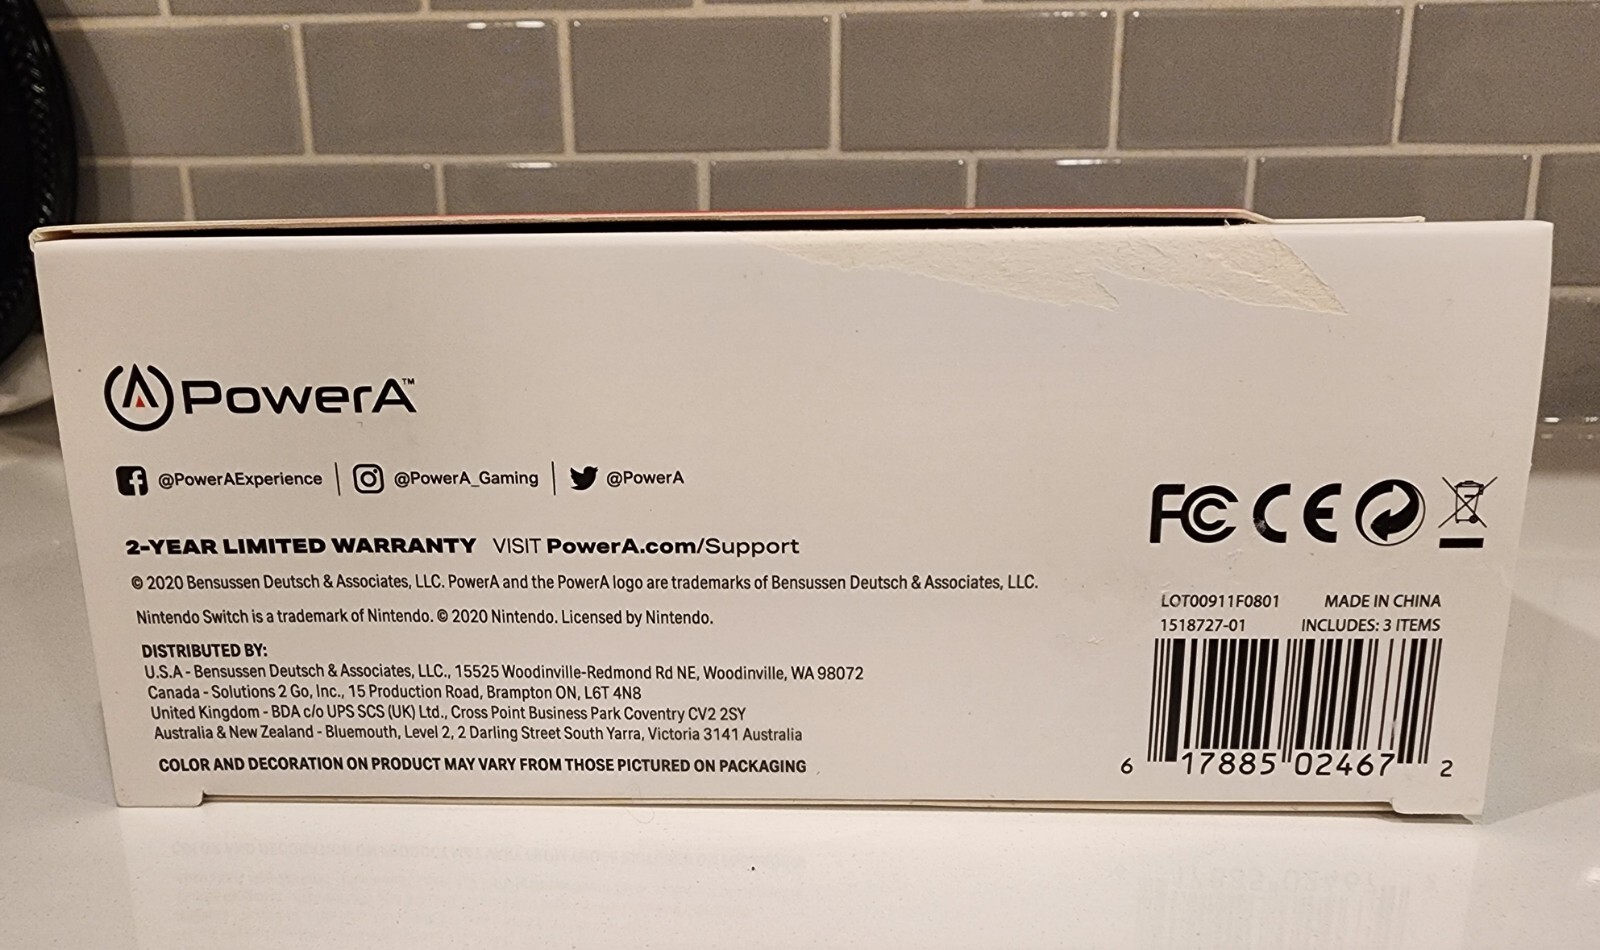 PowerA™
@PowerAExperience | @PowerA_Gaming | @PowerA
2-YEAR LIMITED WARRANTY VISIT PowerA.com/Support
© 2020 Bensussen Deutsch & Associates, LLC. PowerA and the PowerA logo are trademarks of Bensussen Deutsch & Associates, LLC.
Nintendo Switch is a trademark of Nintendo. © 2020 Nintendo. Licensed by Nintendo.
DISTRIBUTED BY:
U.S.A - Bensussen Deutsch & Associates, LLC., 15525 Woodinville-Redmond Rd NE, Woodinville, WA 98072
Canada - Solutions 2 Go, Inc., 15 Production Road, Brampton ON, L6T 4N8
United Kingdom - BDA c/o UPS SCS (UK) Ltd., Cross Point Business Park Coventry CV2 2SY
Australia & New Zealand - Bluemouth, Level 2, 2 Darling Street South Yarra, Victoria 3141 Australia
COLOR AND DECORATION ON PRODUCT MAY VARY FROM THOSE PICTURED ON PACKAGING
FC CE
LOT00911F0801 MADE IN CHINA
1518727-01 INCLUDES: 3 ITEMS
6 17885 02467 2